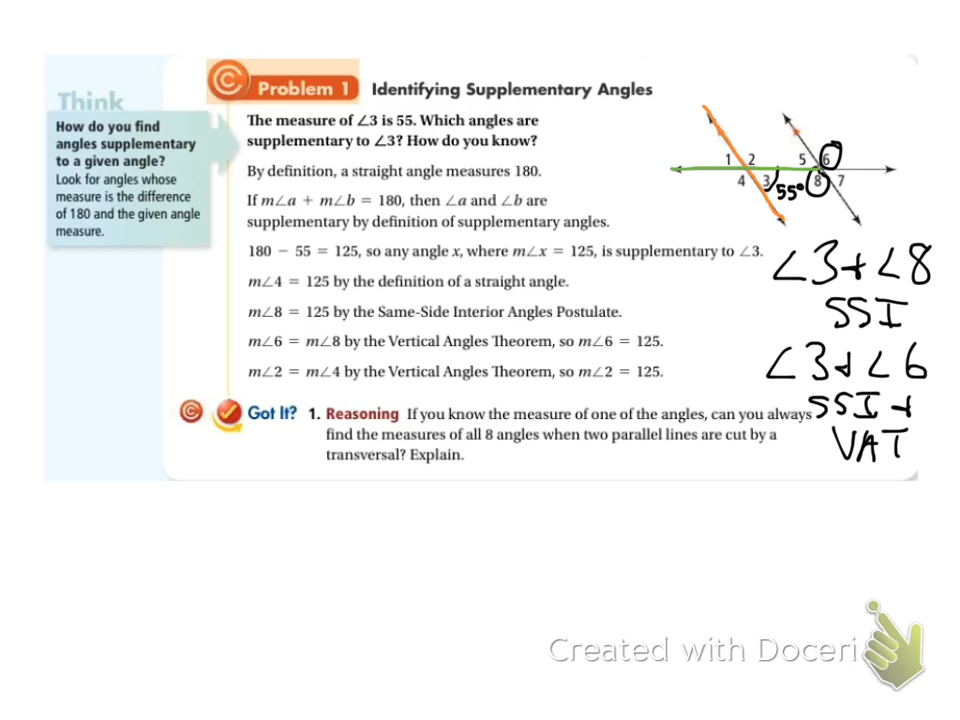 Think
How do you find
angles supplementary
to a given angle?
Look for angles whose
measure is the difference
of 180 and the given angle
measure.
C Problem 1 Identifying Supplementary Angles
The measure of ∠3 is 55. Which angles are
supplementary to ∠3? How do you know?
By definition, a straight angle measures 180.
If m∠a + m∠b = 180, then ∠a and ∠b are
supplementary by definition of supplementary angles.
180 − 55 = 125, so any angle x, where m∠x = 125, is supplementary to ∠3.
m∠4 = 125 by the definition of a straight angle.
m∠8 = 125 by the Same-Side Interior Angles Postulate.
m∠6 = m∠8 by the Vertical Angles Theorem, so m∠6 = 125.
m∠2 = m∠4 by the Vertical Angles Theorem, so m∠2 = 125.
C Got It? 1. Reasoning If you know the measure of one of the angles, can you always
find the measures of all 8 angles when two parallel lines are cut by a
transversal? Explain.
1 2 5 6
4 3 55° 8 7
∠3 + ∠8
SSI
∠3 + ∠6
SSI +
VAT
Created with Doceri